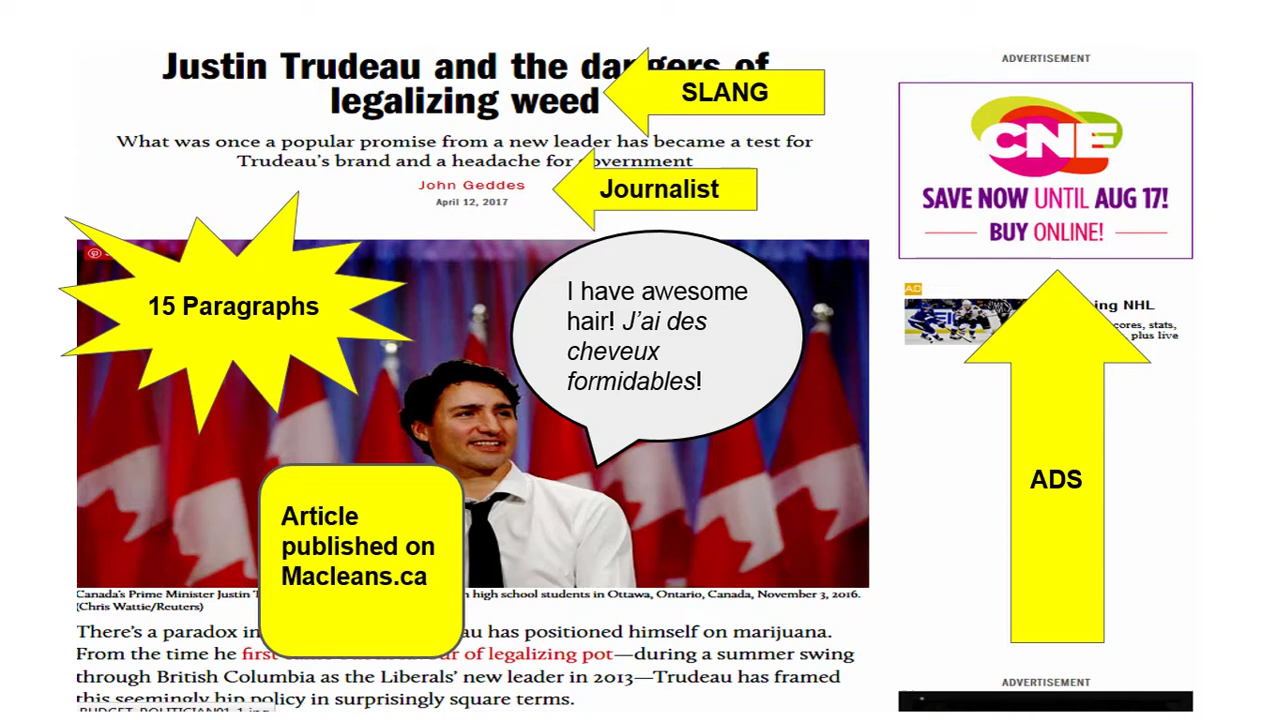 Justin Trudeau and the dangers of
legalizing weed
SLANG
What was once a popular promise from a new leader has became a test for
Trudeau's brand and a headache for government
John Geddes
April 12, 2017
Journalist
15 Paragraphs
I have awesome
hair! J'ai des
cheveux
formidables!
Article
published on
Macleans.ca
Canada's Prime Minister Justin high school students in Ottawa, Ontario, Canada, November 3, 2016.
(Chris Wattie/Reuters)
There's a paradox in has positioned himself on marijuana.
From the time he first of legalizing pot—during a summer swing
through British Columbia as the Liberals' new leader in 2013—Trudeau has framed
this seemingly hip policy in surprisingly square terms.
ADVERTISEMENT
CNE
SAVE NOW UNTIL AUG 17!
BUY ONLINE!
AD
NHL
stats,
plus live
ADS
ADVERTISEMENT